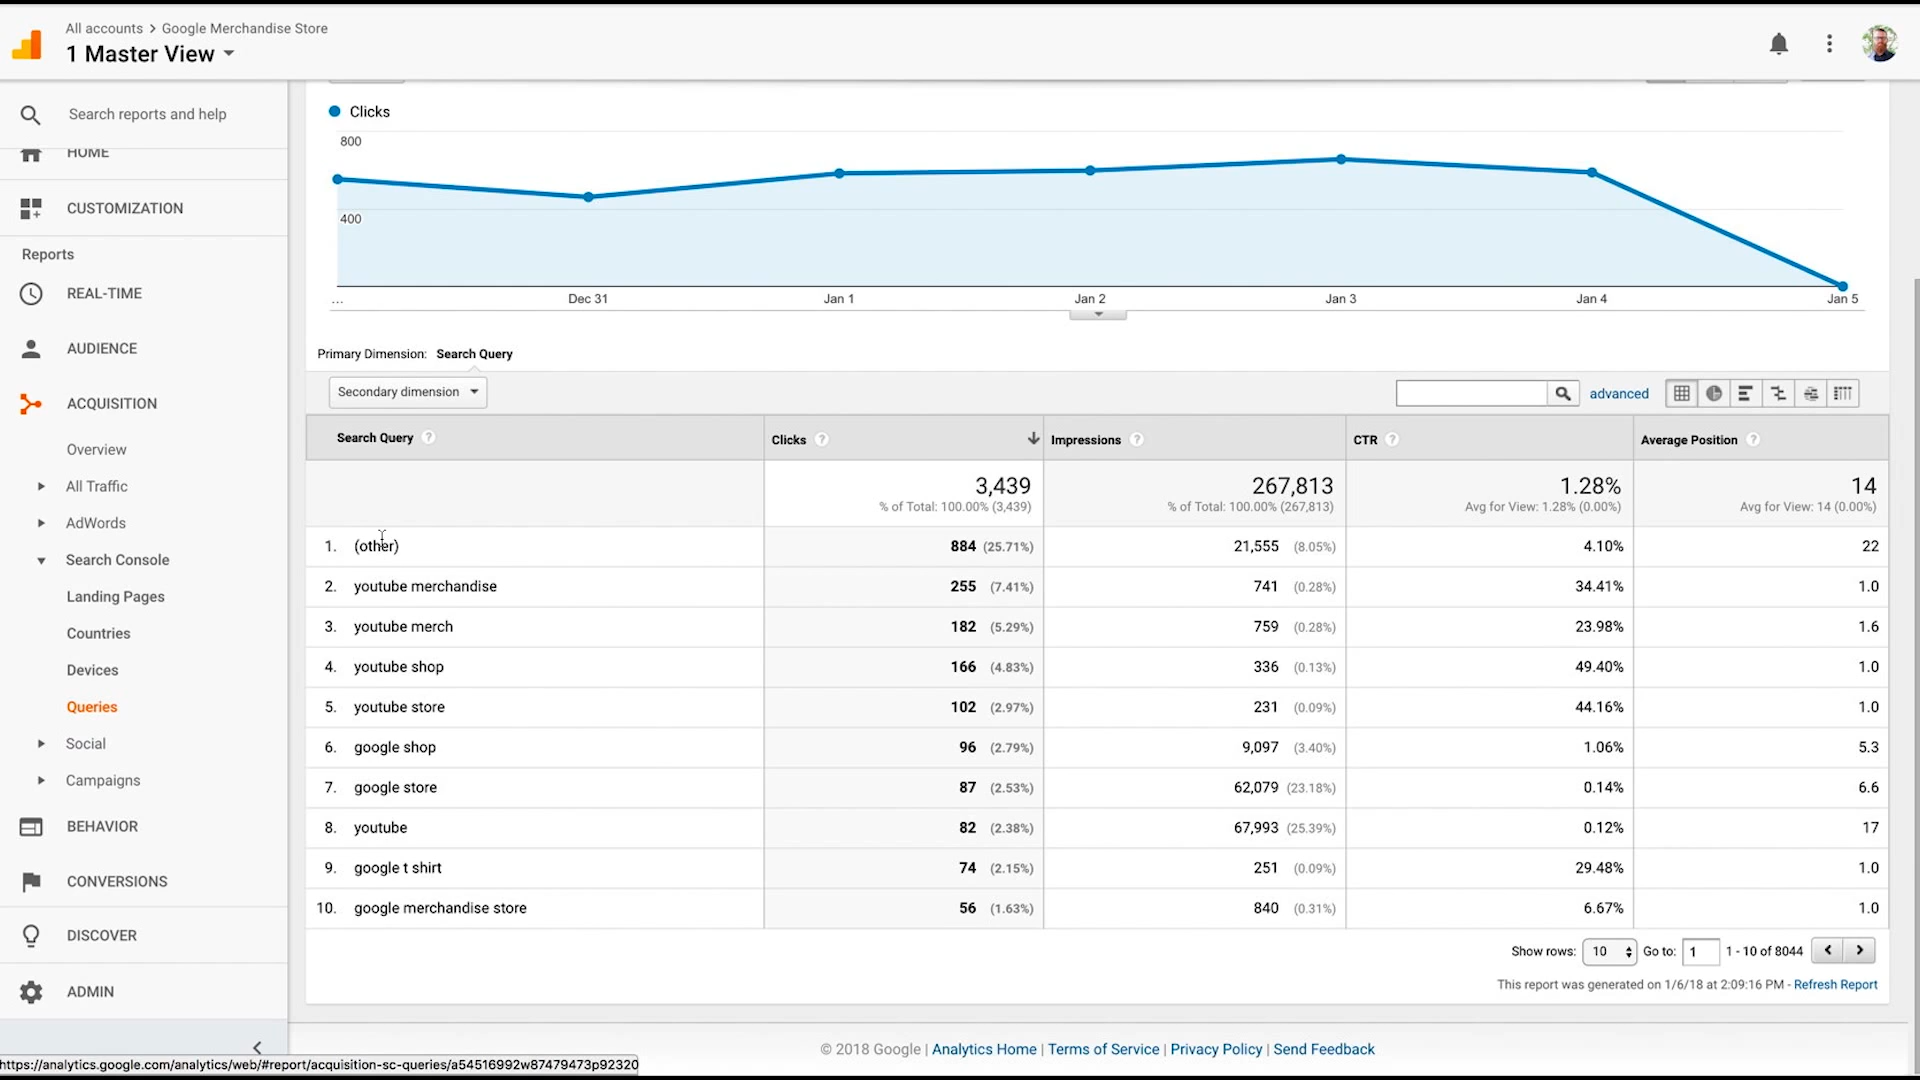 All accounts > Google Merchandise Store
1 Master View
Search reports and help
HOME
CUSTOMIZATION
Reports
REAL-TIME
AUDIENCE
ACQUISITION
Overview
All Traffic
AdWords
Search Console
Landing Pages
Countries
Devices
Queries
Social
Campaigns
BEHAVIOR
CONVERSIONS
DISCOVER
ADMIN
https://analytics.google.com/analytics/web/#report/acquisition-sc-queries/a54516992w87479473p92320
Clicks
800
400
... Dec 31 Jan 1 Jan 2 Jan 3 Jan 4 Jan 5
Primary Dimension: Search Query
Secondary dimension
advanced
Search Query ? Clicks ? Impressions ? CTR ? Average Position ?
3,439 267,813 1.28% 14
% of Total: 100.00% (3,439) % of Total: 100.00% (267,813) Avg for View: 1.28% (0.00%) Avg for View: 14 (0.00%)
1. (other) 884 (25.71%) 21,555 (8.05%) 4.10% 22
2. youtube merchandise 255 (7.41%) 741 (0.28%) 34.41% 1.0
3. youtube merch 182 (5.29%) 759 (0.28%) 23.98% 1.6
4. youtube shop 166 (4.83%) 336 (0.13%) 49.40% 1.0
5. youtube store 102 (2.97%) 231 (0.09%) 44.16% 1.0
6. google shop 96 (2.79%) 9,097 (3.40%) 1.06% 5.3
7. google store 87 (2.53%) 62,079 (23.18%) 0.14% 6.6
8. youtube 82 (2.38%) 67,993 (25.39%) 0.12% 17
9. google t shirt 74 (2.15%) 251 (0.09%) 29.48% 1.0
10. google merchandise store 56 (1.63%) 840 (0.31%) 6.67% 1.0
Show rows: 10 Go to: 1 1 - 10 of 8044
This report was generated on 1/6/18 at 2:09:16 PM - Refresh Report
© 2018 Google | Analytics Home | Terms of Service | Privacy Policy | Send Feedback